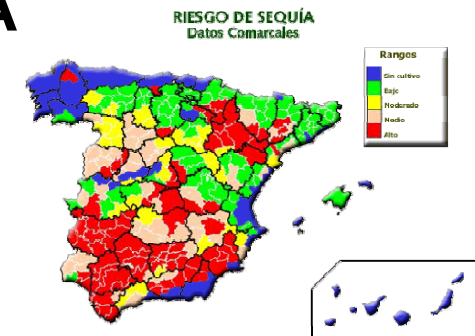 A
RIESGO DE SEQUÍA
Datos Comarcales
Rangos
Sin cultivo
Bajo
Moderado
Medio
Alto